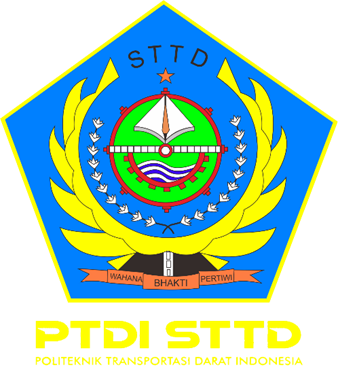 STTD
WAHANA BHAKTI PERTIWI
PTDI STTD
POLITEKNIK TRANSPORTASI DARAT INDONESIA